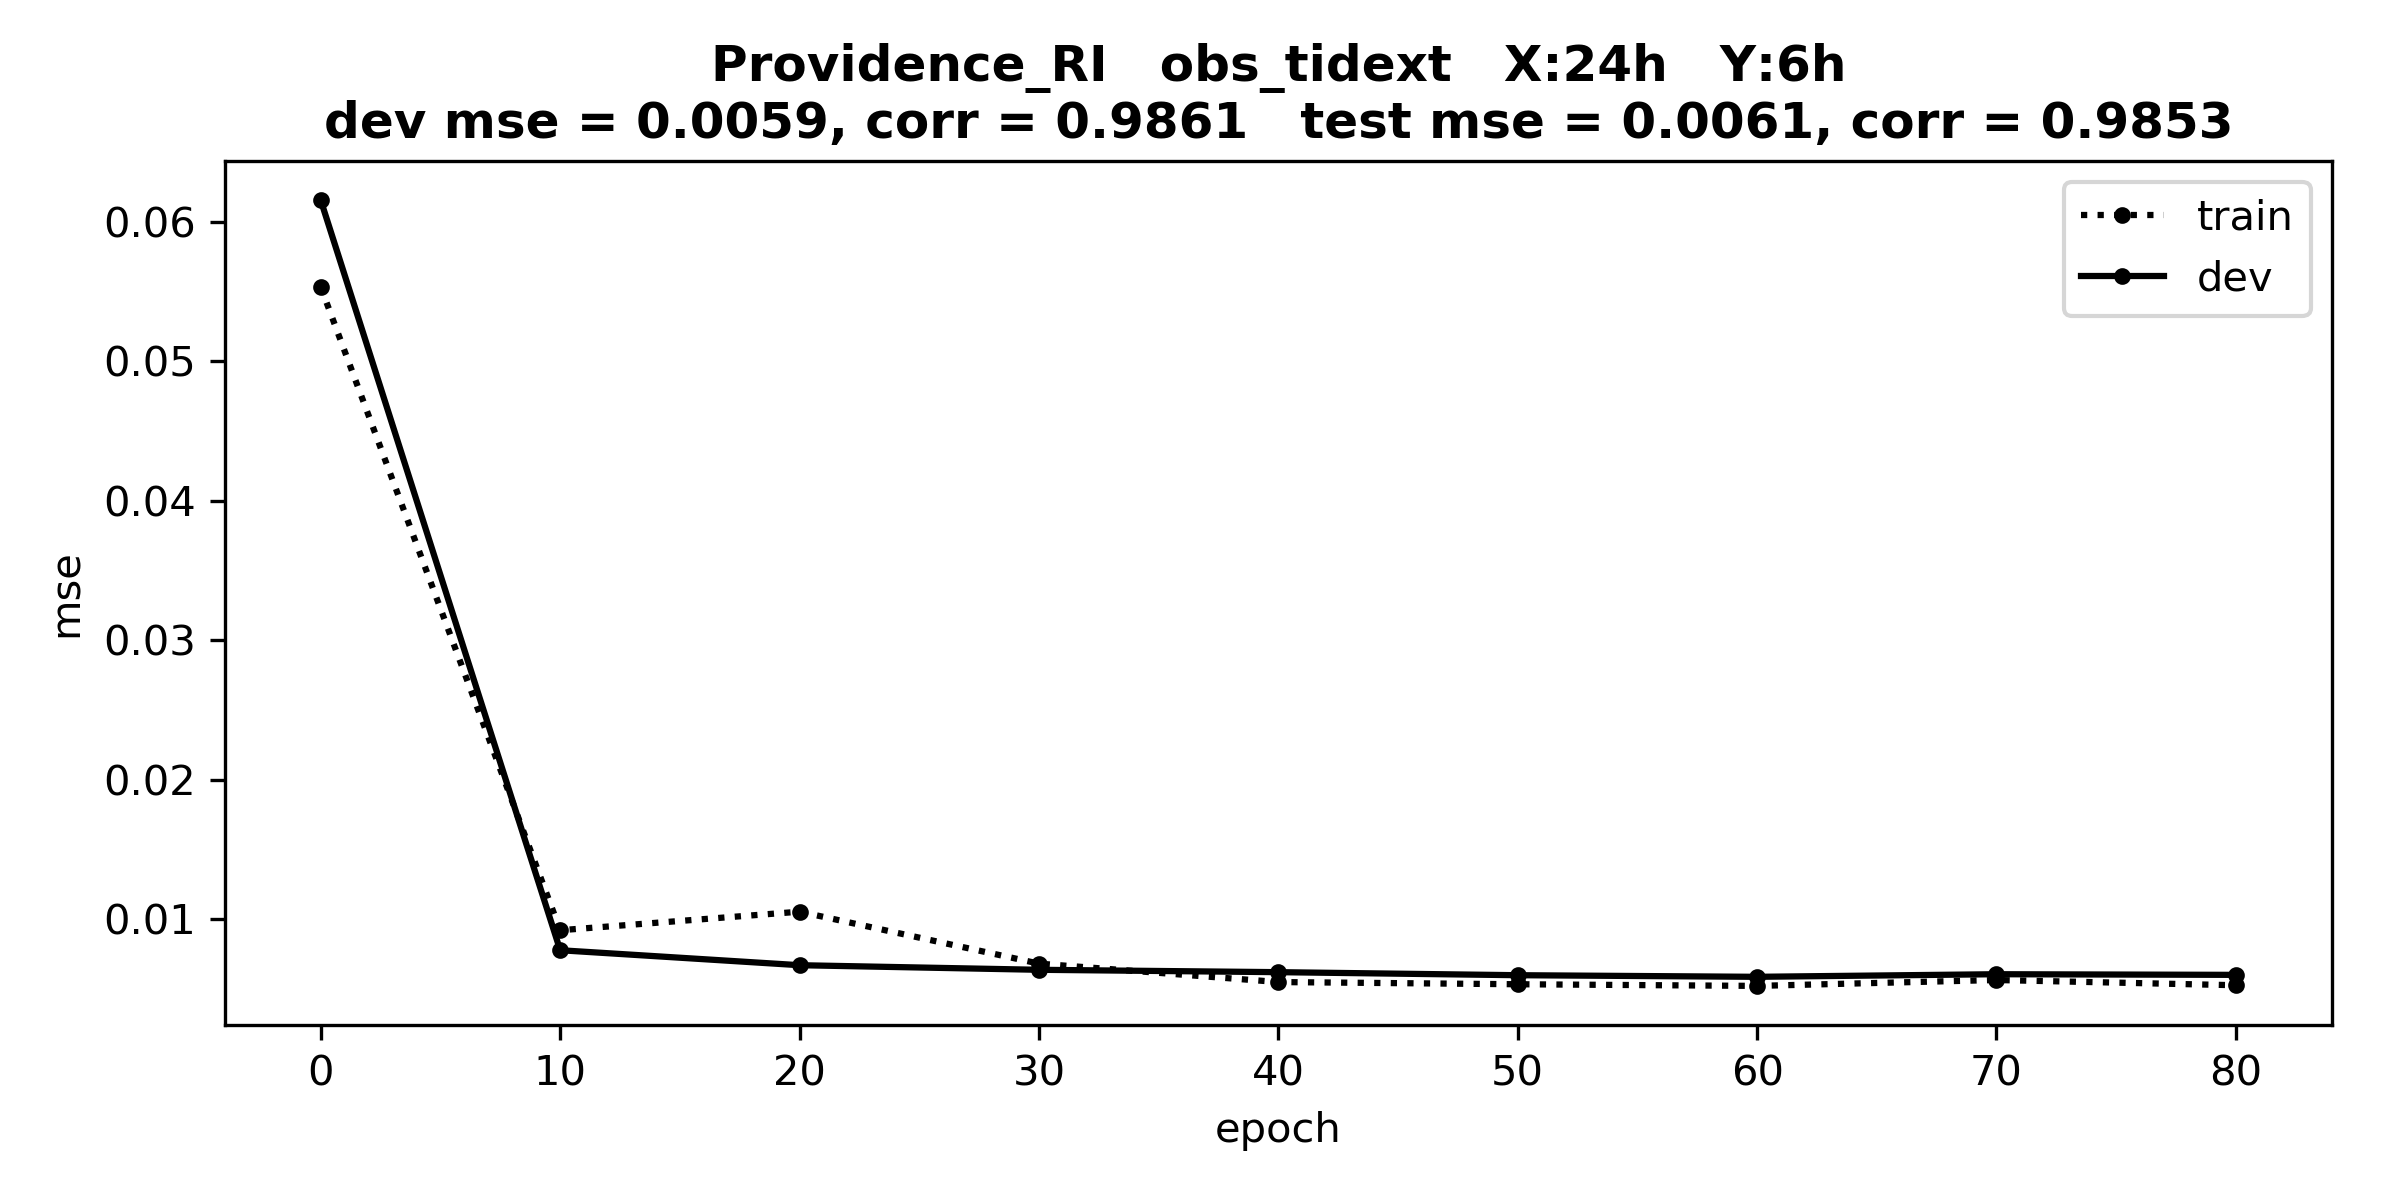 Providence_RI   obs_tidext   X:24h   Y:6h
dev mse = 0.0059, corr = 0.9861   test mse = 0.0061, corr = 0.9853
train
dev
0.06
0.05
0.04
0.03
0.02
0.01
mse
0 10 20 30 40 50 60 70 80
epoch